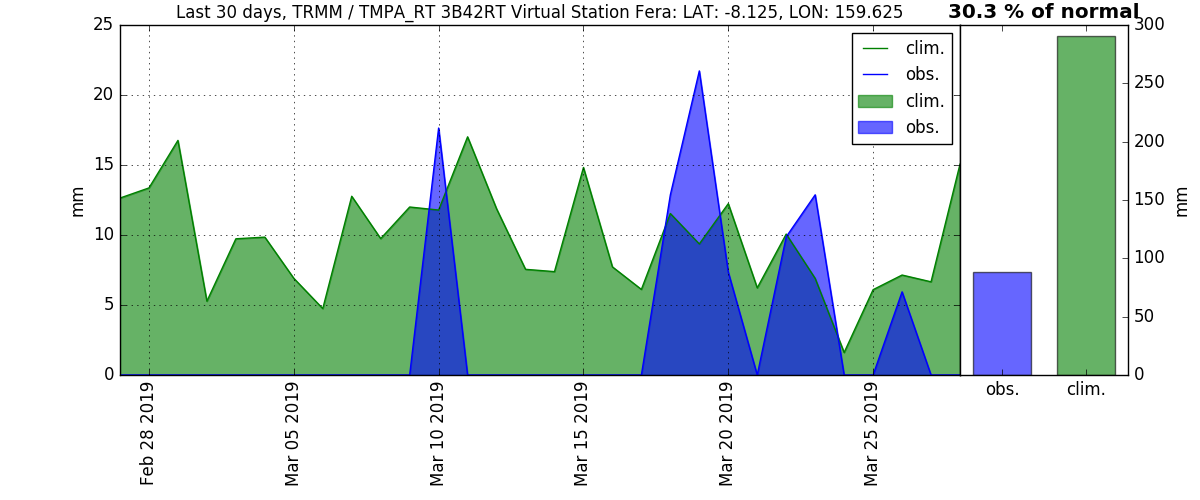 Last 30 days, TRMM / TMPA_RT 3B42RT Virtual Station Fera: LAT: -8.125, LON: 159.625
30.3 % of normal
25
20
15
10
5
0
mm
clim.
obs.
clim.
obs.
Feb 28 2019
Mar 05 2019
Mar 10 2019
Mar 15 2019
Mar 20 2019
Mar 25 2019
300
250
200
150
100
50
0
mm
obs.
clim.